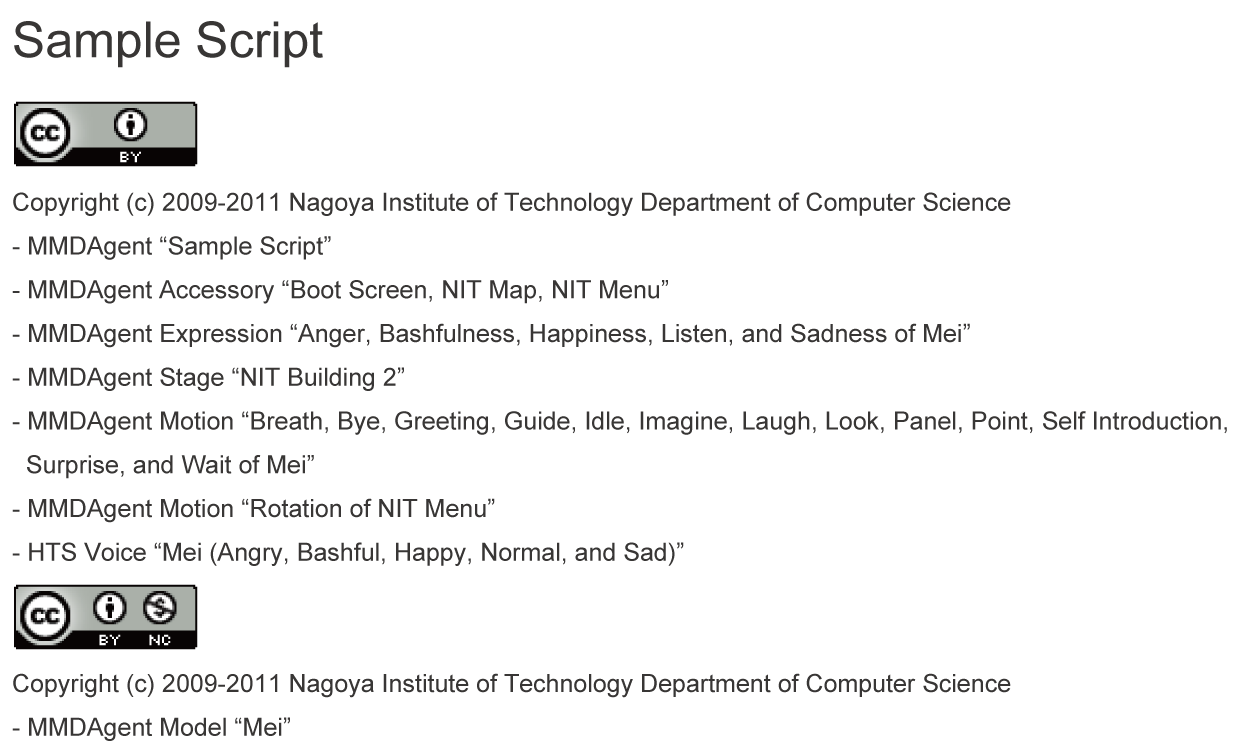 Sample Script
cc
BY
Copyright (c) 2009-2011 Nagoya Institute of Technology Department of Computer Science
- MMDAgent “Sample Script”
- MMDAgent Accessory “Boot Screen, NIT Map, NIT Menu”
- MMDAgent Expression “Anger, Bashfulness, Happiness, Listen, and Sadness of Mei”
- MMDAgent Stage “NIT Building 2”
- MMDAgent Motion “Breath, Bye, Greeting, Guide, Idle, Imagine, Laugh, Look, Panel, Point, Self Introduction,
Surprise, and Wait of Mei”
- MMDAgent Motion “Rotation of NIT Menu”
- HTS Voice “Mei (Angry, Bashful, Happy, Normal, and Sad)”
cc $
BY NC
Copyright (c) 2009-2011 Nagoya Institute of Technology Department of Computer Science
- MMDAgent Model “Mei”